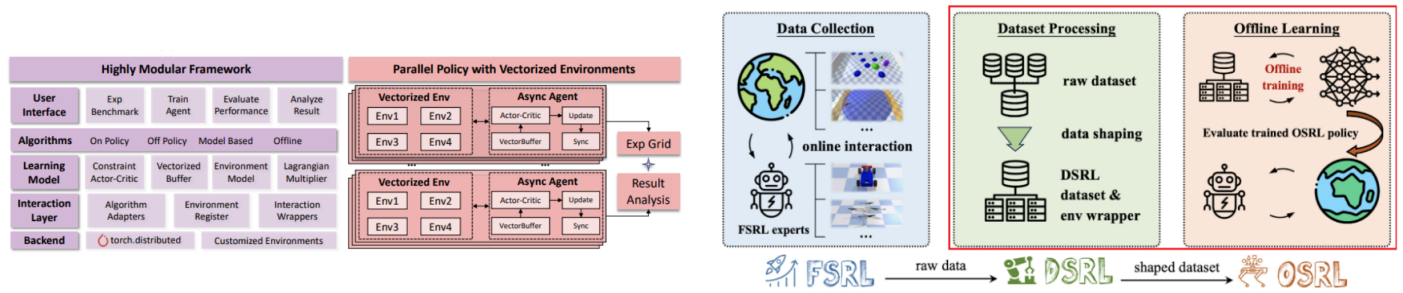 Highly Modular Framework
User
Interface
Exp
Benchmark
Train
Agent
Evaluate
Performance
Analyze
Result
Algorithms
On Policy
Off Policy
Model Based
Offline
Learning
Model
Constraint
Actor-Critic
Vectorized
Buffer
Environment
Model
Lagrangian
Multiplier
Interaction
Layer
Algorithm
Adapters
Environment
Register
Interaction
Wrappers
Backend
torch.distributed
Customized Environments
Parallel Policy with Vectorized Environments
Vectorized Env
Env1
Env2
Env3
Env4
Async Agent
Actor-Critic
Update
VectorBuffer
Sync
...
...
Vectorized Env
Env1
Env2
Env3
Env4
Async Agent
Actor-Critic
Update
VectorBuffer
Sync
Exp Grid
Result
Analysis
Data Collection
...
online interaction
FSRL experts
...
Dataset Processing
raw dataset
data shaping
DSRL
dataset &
env wrapper
Offline Learning
Offline
training
Evaluate trained OSRL policy
FSRL
raw data
DSRL
shaped dataset
OSRL